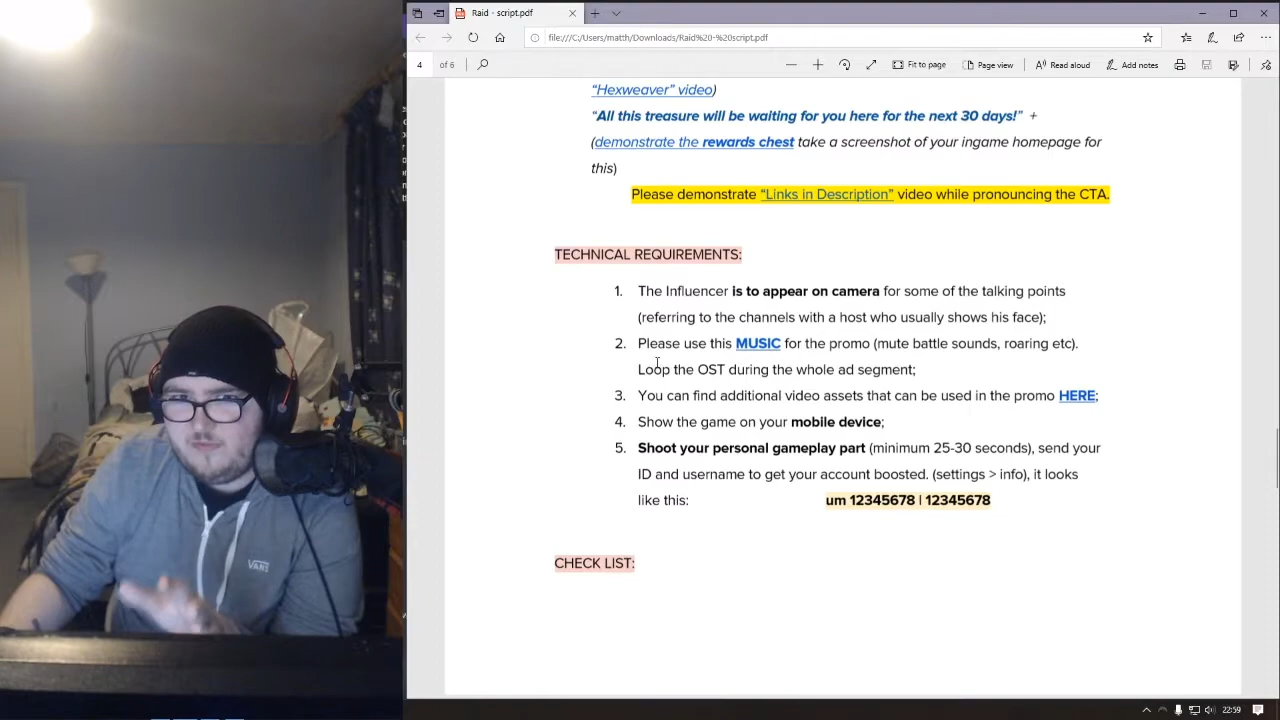 Raid - script.pdf
file:///C:/Users/matth/Downloads/Raid%20-%20script.pdf
4 of 6 Fit to page Page view Read aloud Add notes
“Hexweaver” video)
“All this treasure will be waiting for you here for the next 30 days!” +
(demonstrate the rewards chest take a screenshot of your ingame homepage for
this)
Please demonstrate “Links in Description” video while pronouncing the CTA.
TECHNICAL REQUIREMENTS:
1. The Influencer is to appear on camera for some of the talking points
(referring to the channels with a host who usually shows his face);
2. Please use this MUSIC for the promo (mute battle sounds, roaring etc).
Loop the OST during the whole ad segment;
3. You can find additional video assets that can be used in the promo HERE;
4. Show the game on your mobile device;
5. Shoot your personal gameplay part (minimum 25-30 seconds), send your
ID and username to get your account boosted. (settings > info), it looks
like this: um 12345678 | 12345678
CHECK LIST:
VANS
22:59